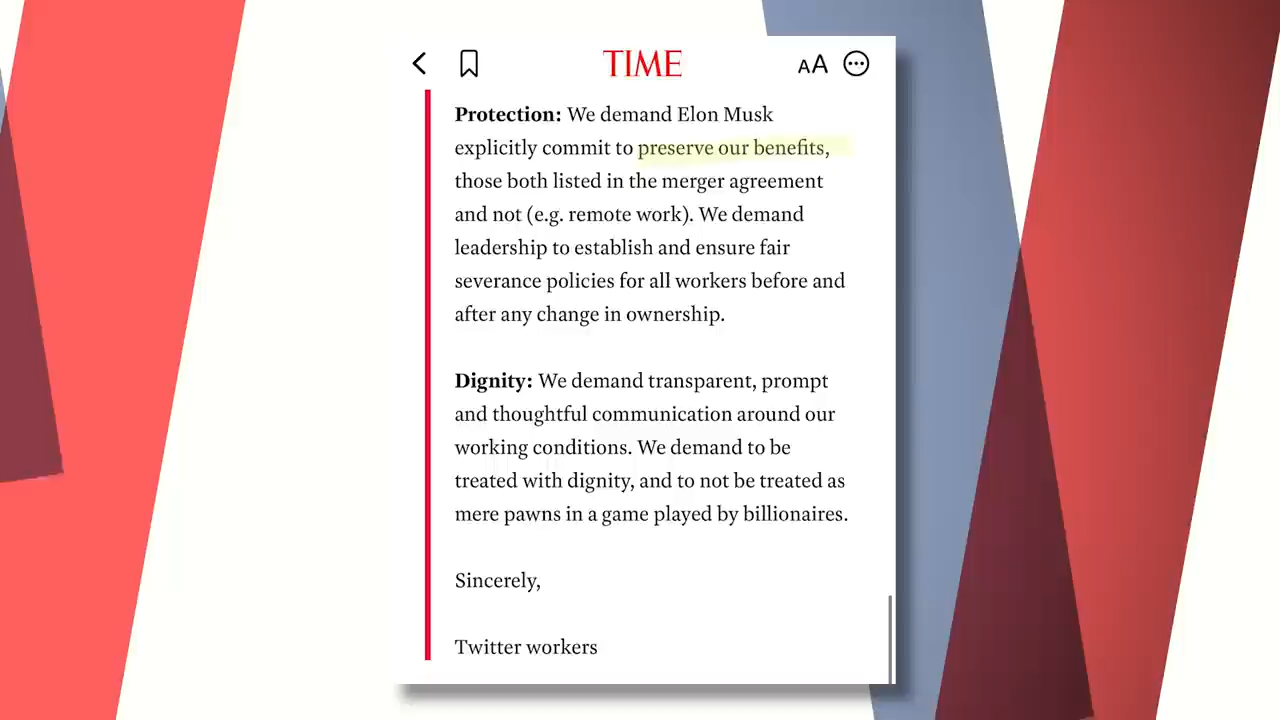 TIME
AA
Protection: We demand Elon Musk
explicitly commit to preserve our benefits,
those both listed in the merger agreement
and not (e.g. remote work). We demand
leadership to establish and ensure fair
severance policies for all workers before and
after any change in ownership.
Dignity: We demand transparent, prompt
and thoughtful communication around our
working conditions. We demand to be
treated with dignity, and to not be treated as
mere pawns in a game played by billionaires.
Sincerely,
Twitter workers